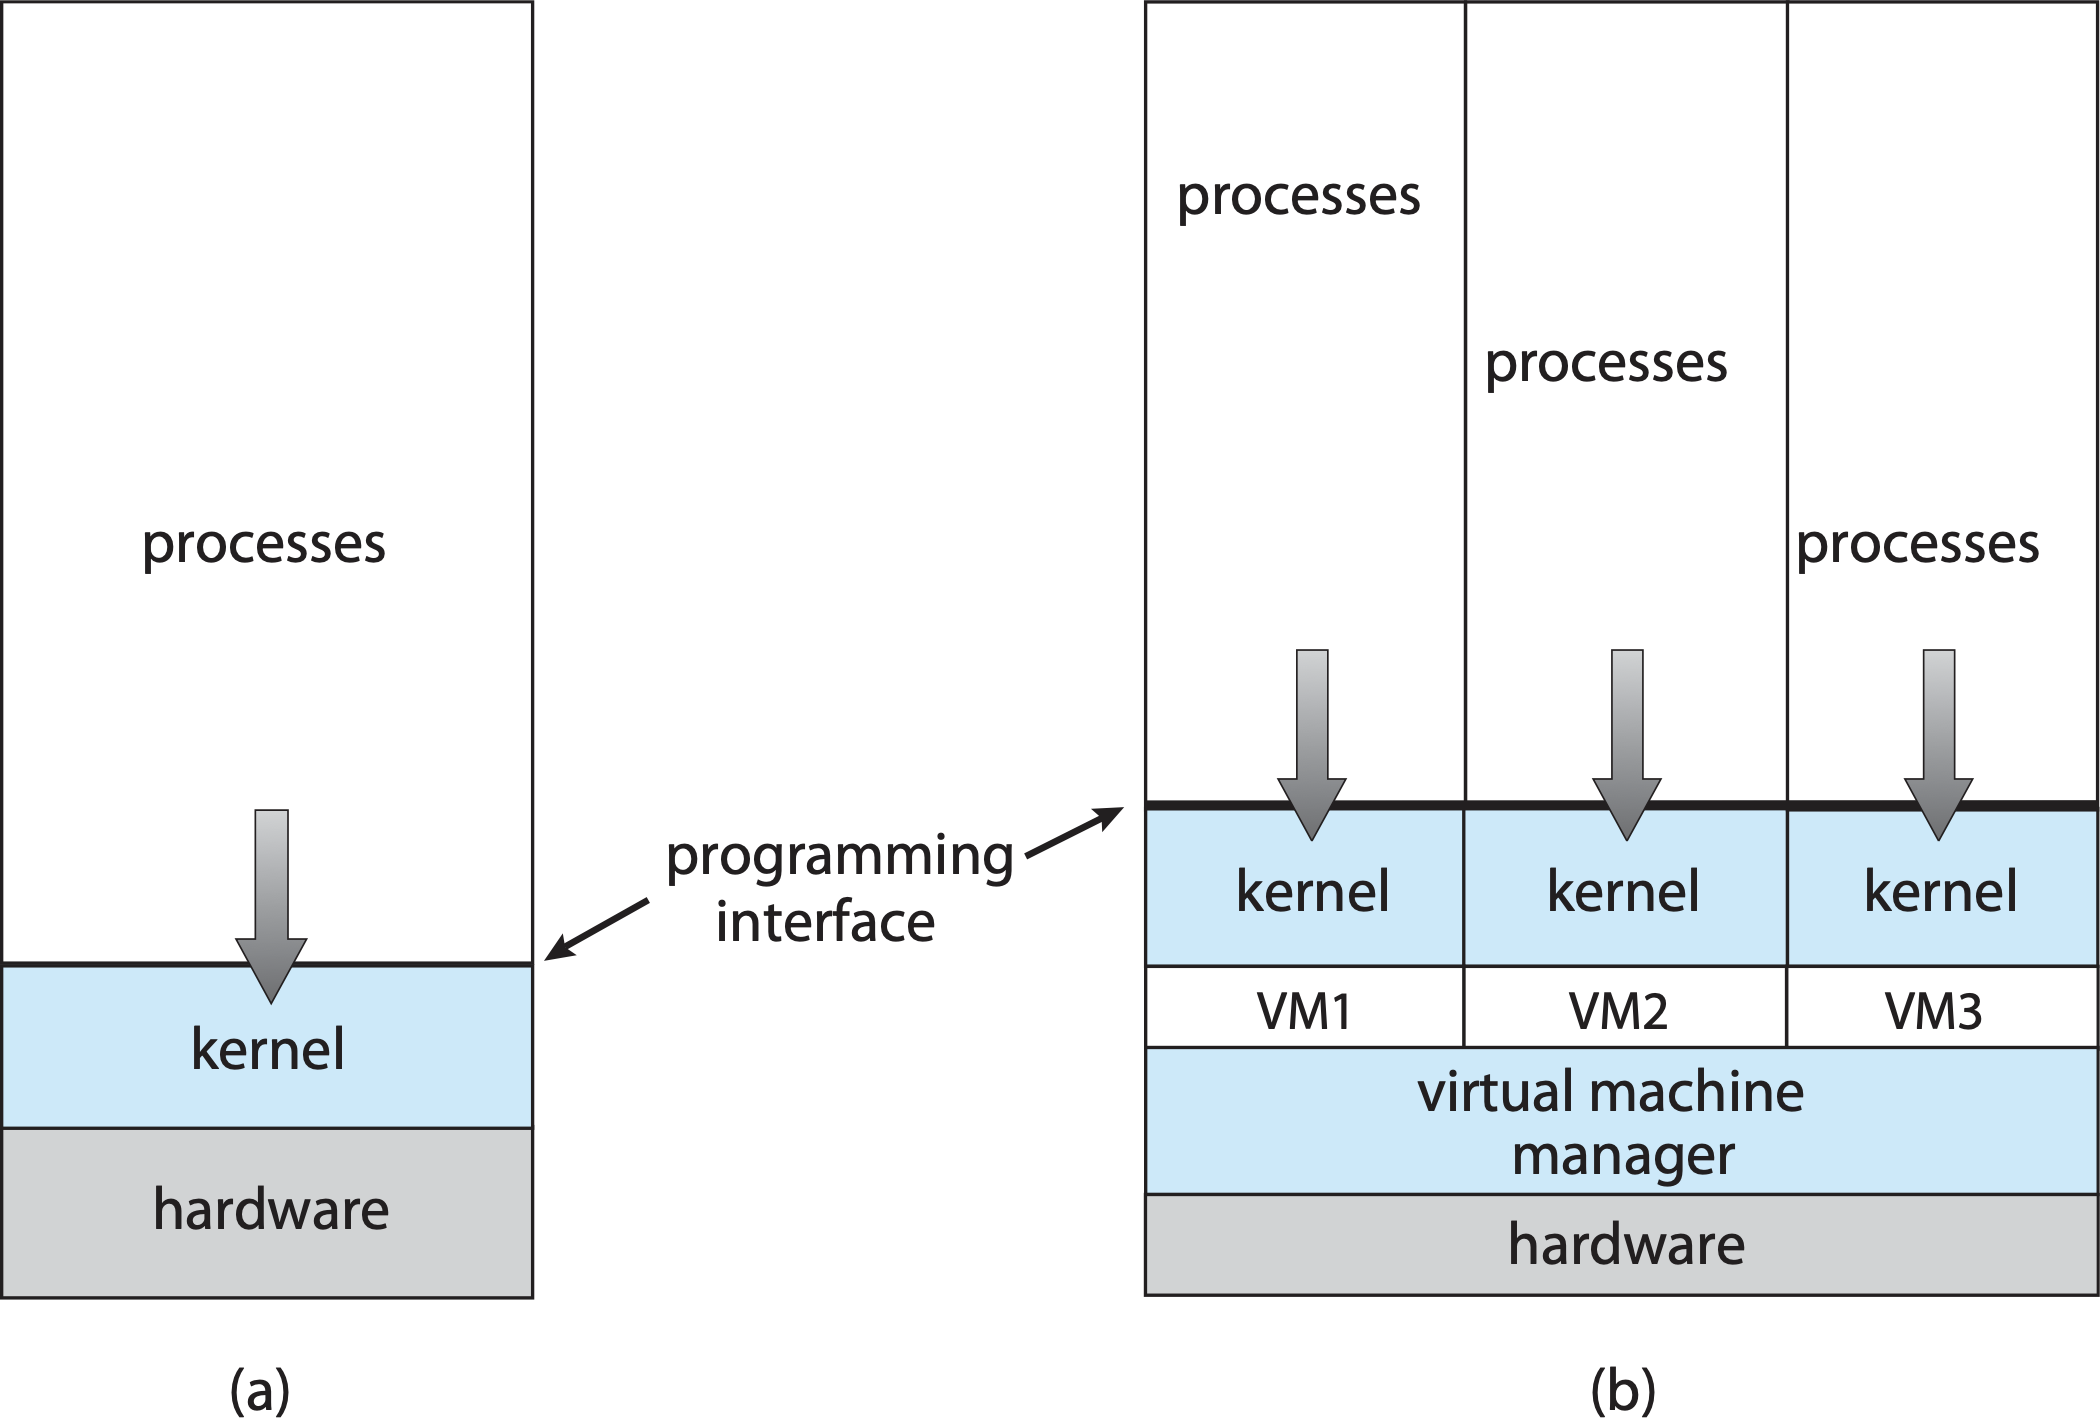 processes
kernel
hardware
(a)
programming
interface
processes
processes
processes
kernel
kernel
kernel
VM1
VM2
VM3
virtual machine
manager
hardware
(b)